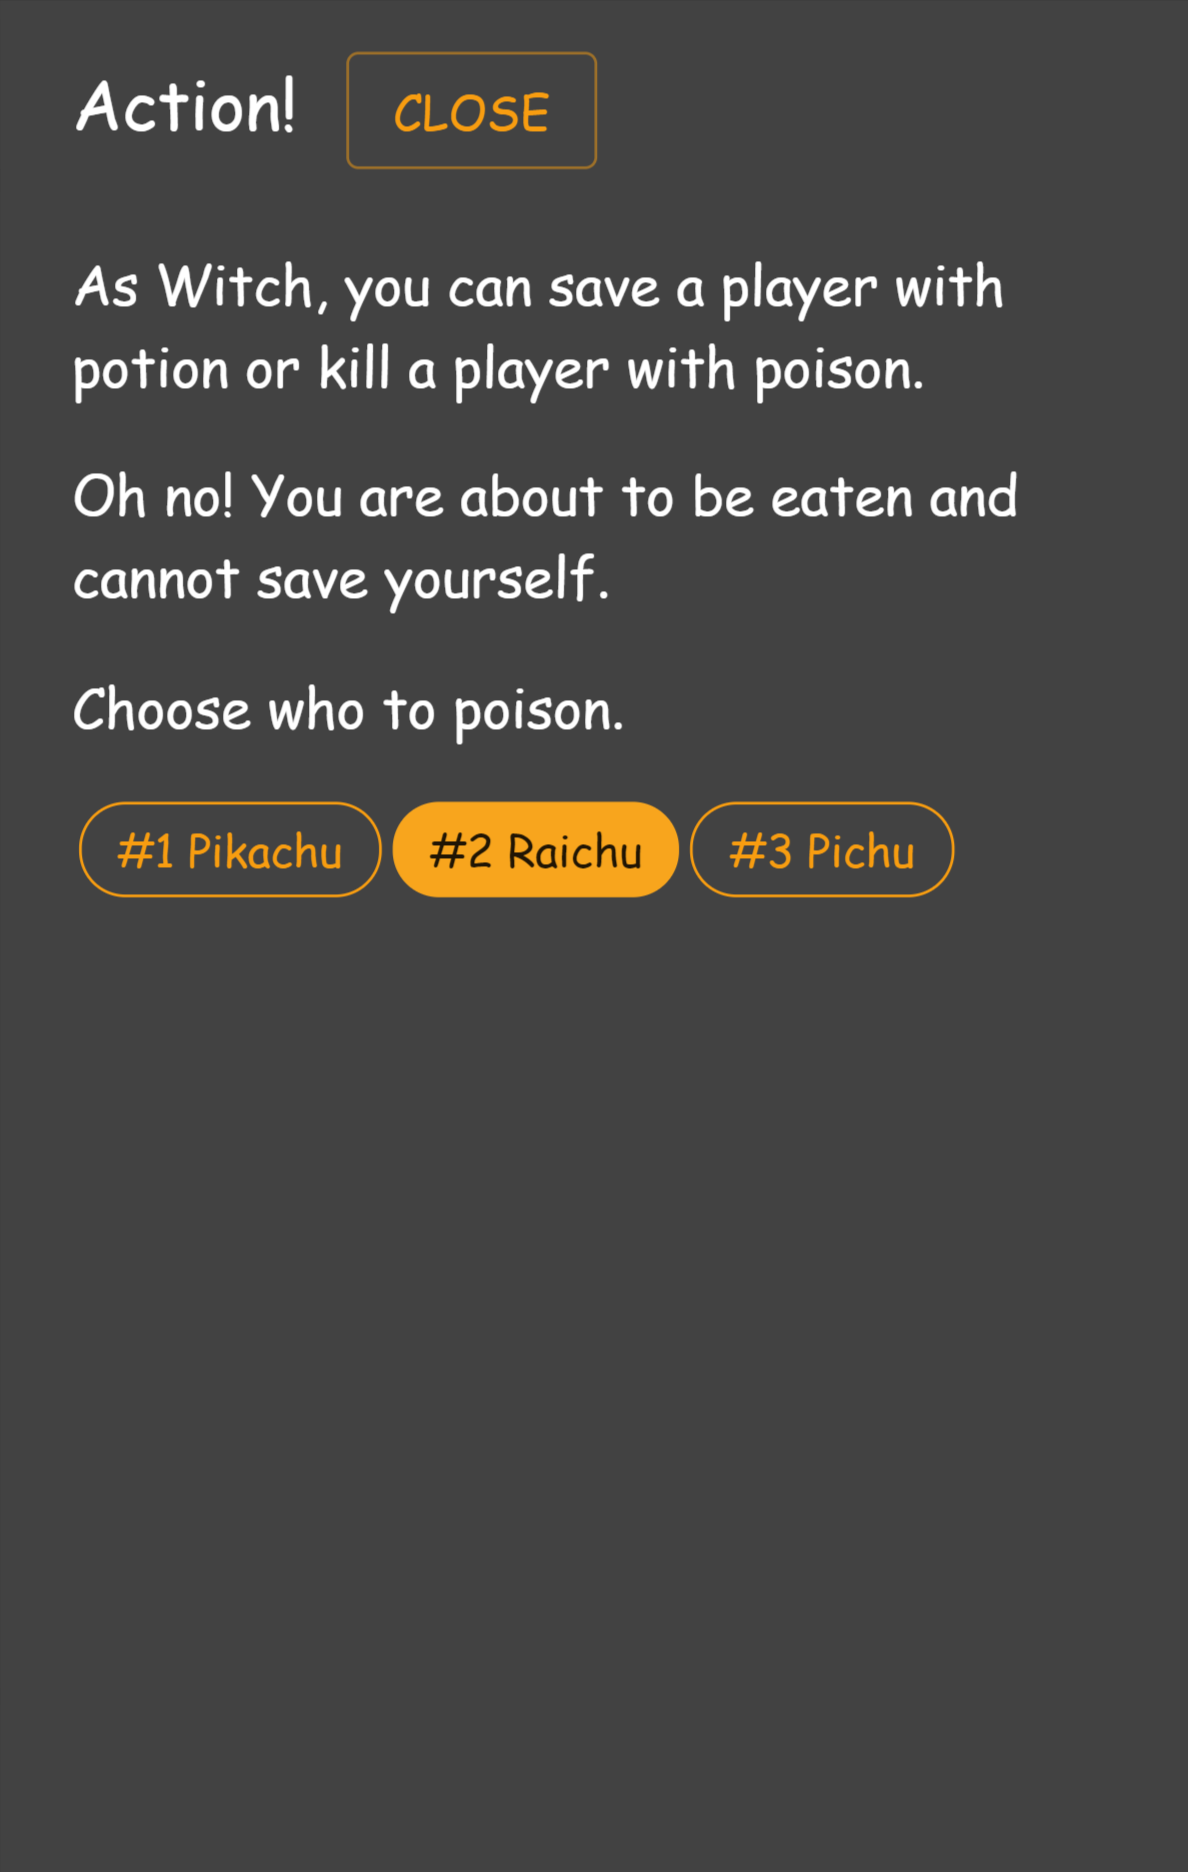 Action!
CLOSE
As Witch, you can save a player with
potion or kill a player with poison.
Oh no! You are about to be eaten and
cannot save yourself.
Choose who to poison.
#1 Pikachu
#2 Raichu
#3 Pichu